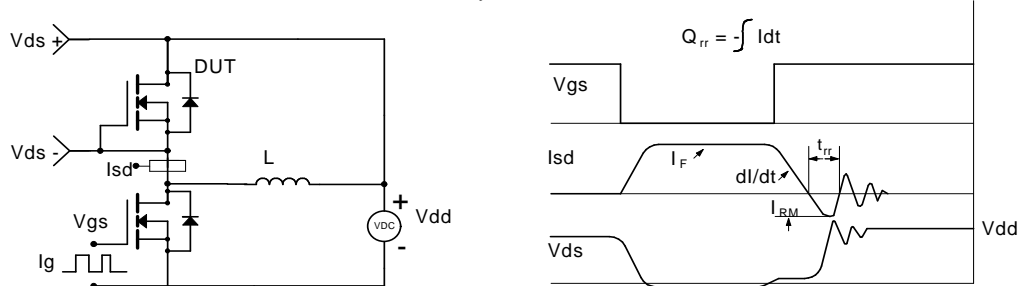 Vds +
DUT
Vds -
Isd
L
Vgs
Ig
+
VDC
-
Vdd
Q rr = - ∫ Idt
Vgs
Isd
I F
dI/dt
t rr
I RM
Vds
Vdd